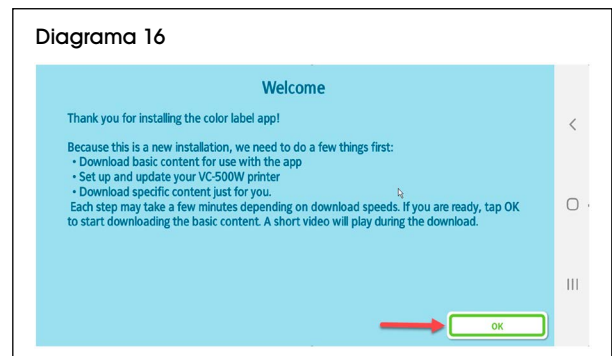 Diagrama 16
Welcome
Thank you for installing the color label app!
Because this is a new installation, we need to do a few things first:
• Download basic content for use with the app
• Set up and update your VC-500W printer
• Download specific content just for you.
Each step may take a few minutes depending on download speeds. If you are ready, tap OK
to start downloading the basic content. A short video will play during the download.
OK